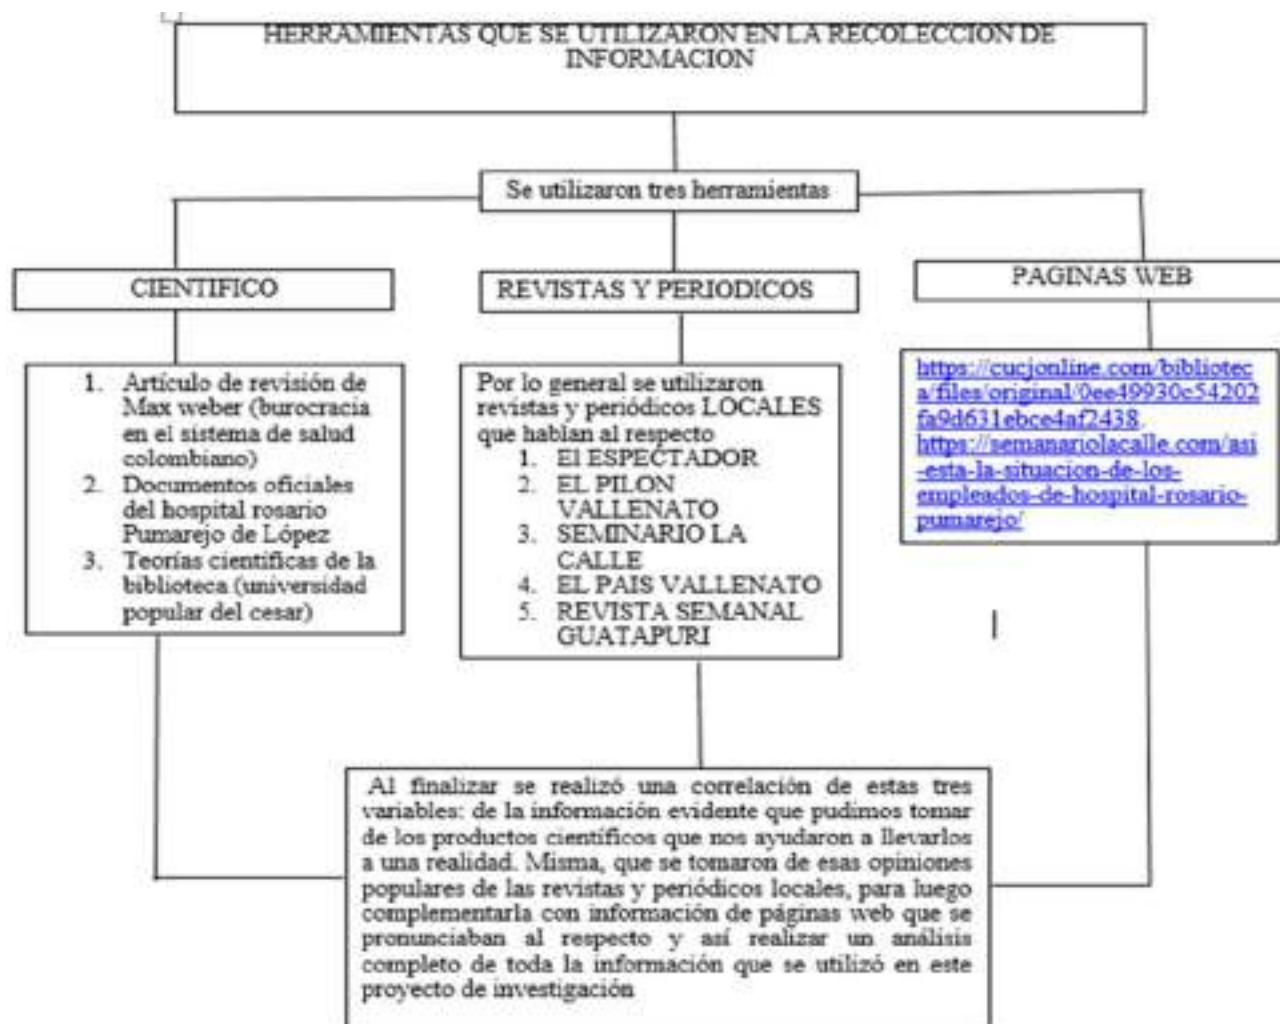 HERRAMIENTAS QUE SE UTILIZARON EN LA RECOLECCION DE
INFORMACION
Se utilizaron tres herramientas
CIENTIFICO
1. Artículo de revisión de
Max weber (burocracia
en el sistema de salud
colombiano)
2. Documentos oficiales
del hospital rosario
Pumarejo de López
3. Teorías científicas de la
biblioteca (universidad
popular del cesar)
REVISTAS Y PERIODICOS
Por lo general se utilizaron
revistas y periódicos LOCALES
que hablan al respecto
1. El ESPECTADOR
2. EL PILON
VALLENATO
3. SEMINARIO LA
CALLE
4. EL PAIS VALLENATO
5. REVISTA SEMANAL
GUATAPURI
PAGINAS WEB
https://cucjonline.com/bibliotec
a/files/original/0ee49930c54202
fa9d631ebce4af2438.
https://semanariolacalle.com/asi
-esta-la-situacion-de-los-
empleados-de-hospital-rosario-
pumarejo/
Al finalizar se realizó una correlación de estas tres
variables: de la información evidente que pudimos tomar
de los productos científicos que nos ayudaron a llevarlos
a una realidad. Misma, que se tomaron de esas opiniones
populares de las revistas y periódicos locales, para luego
complementarla con información de páginas web que se
pronunciaban al respecto y así realizar un análisis
completo de toda la información que se utilizó en este
proyecto de investigación